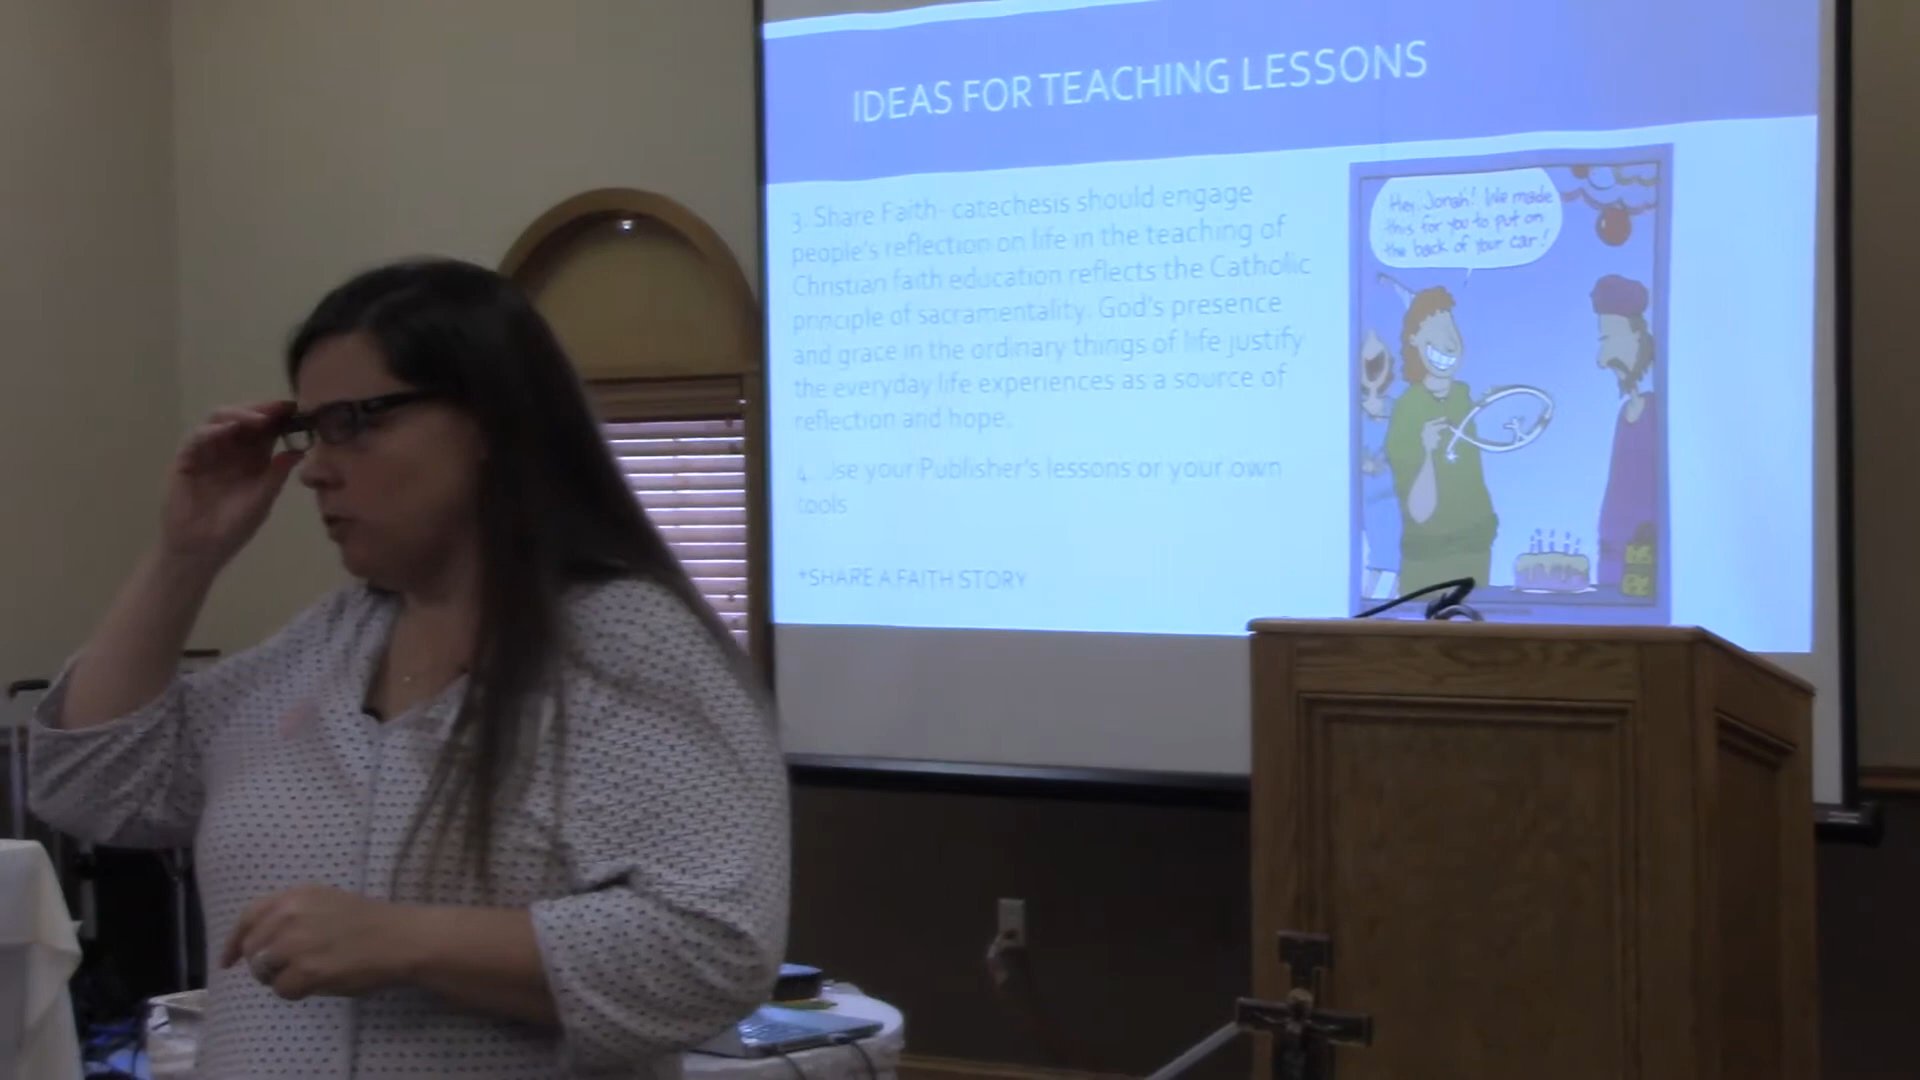 IDEAS FOR TEACHING LESSONS
3. Share Faith- catechesis should engage
people's reflection on life in the teaching of
Christian faith education reflects the Catholic
principle of sacramentality. God's presence
and grace in the ordinary things of life justify
the everyday life experiences as a source of
reflection and hope.
4. Use your Publisher's lessons or your own
tools
*SHARE A FAITH STORY
Hey Jonah! We made
this for you to put on
the back of your car!